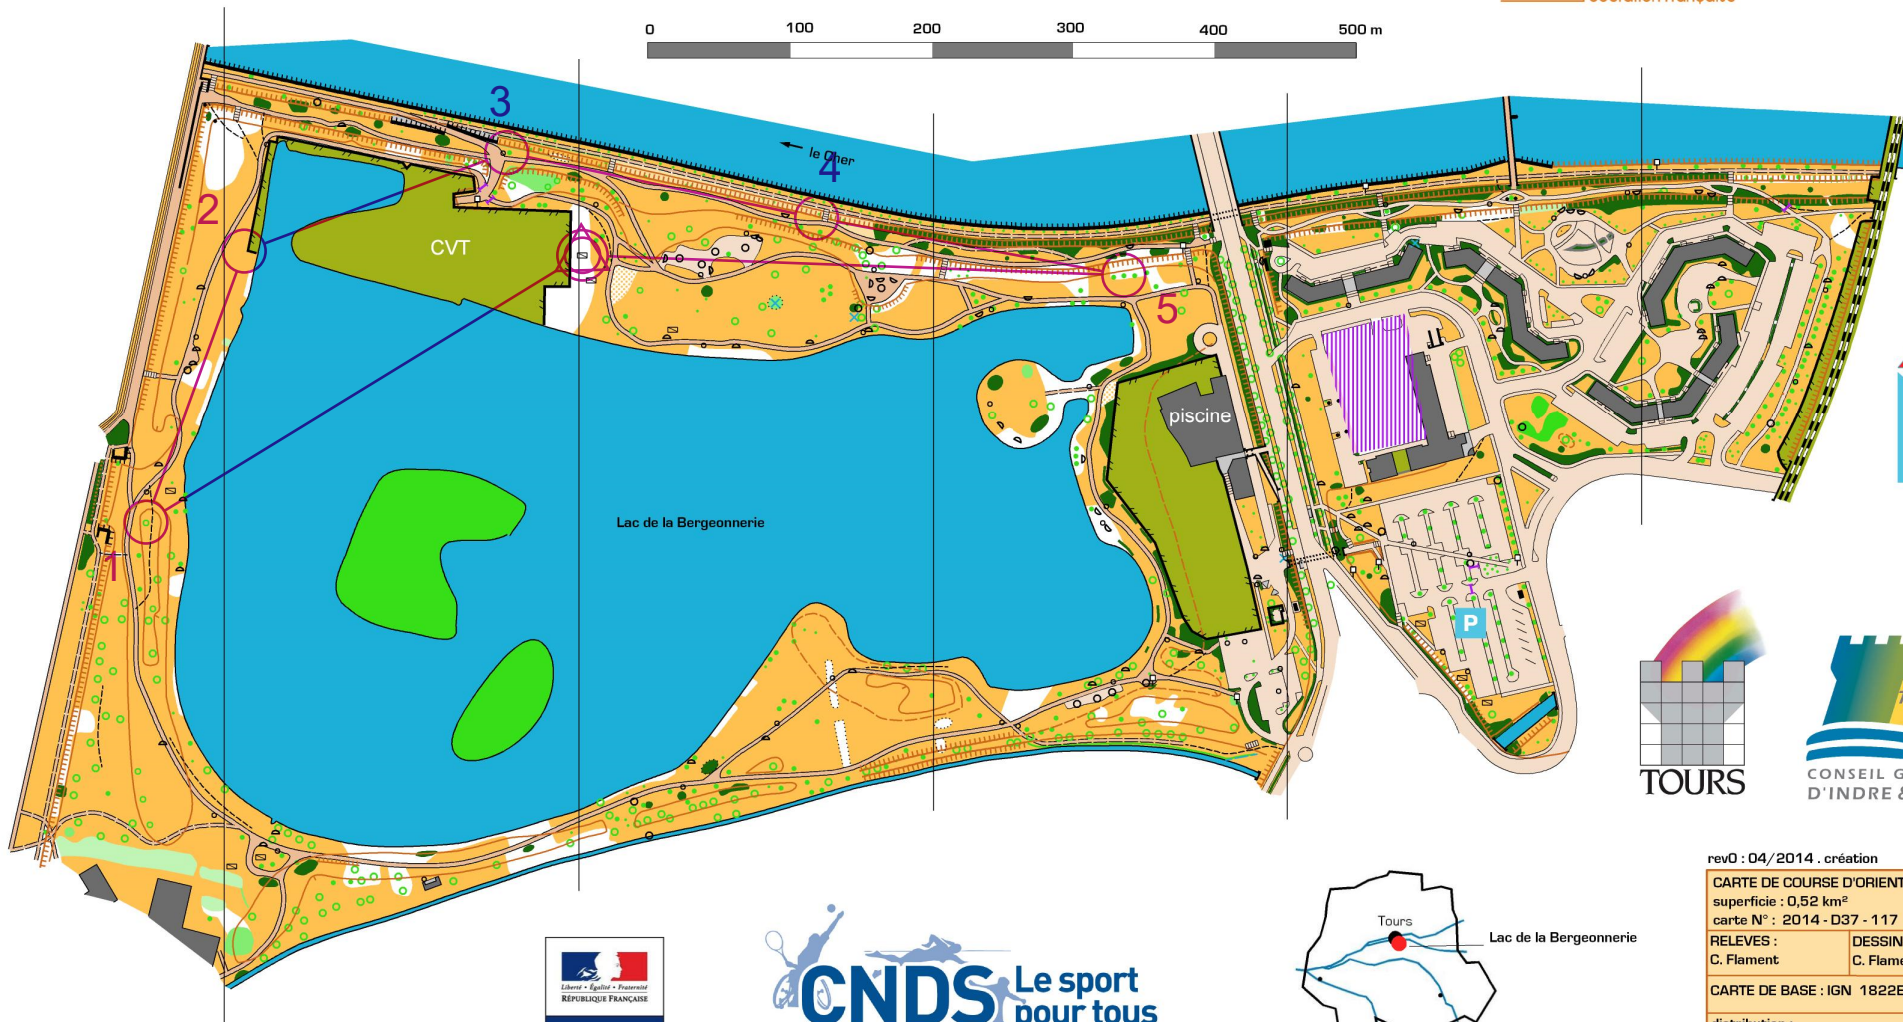 0 100 200 300 400 500 m
3
le Cher
4
2
CVT
5
piscine
Lac de la Bergeonnerie
1
P
TOURS
CONSEIL G
D'INDRE &
rev0 : 04/2014 . création
CARTE DE COURSE D'ORIENT
superficie : 0,52 km²
carte N° : 2014 - D37 - 117
RELEVES :
C. Flament
DESSIN
C. Flame
CARTE DE BASE : IGN 1822E
Tours
Lac de la Bergeonnerie
Liberté • Égalité • Fraternité
RÉPUBLIQUE FRANÇAISE
CNDS
Le sport
pour tous